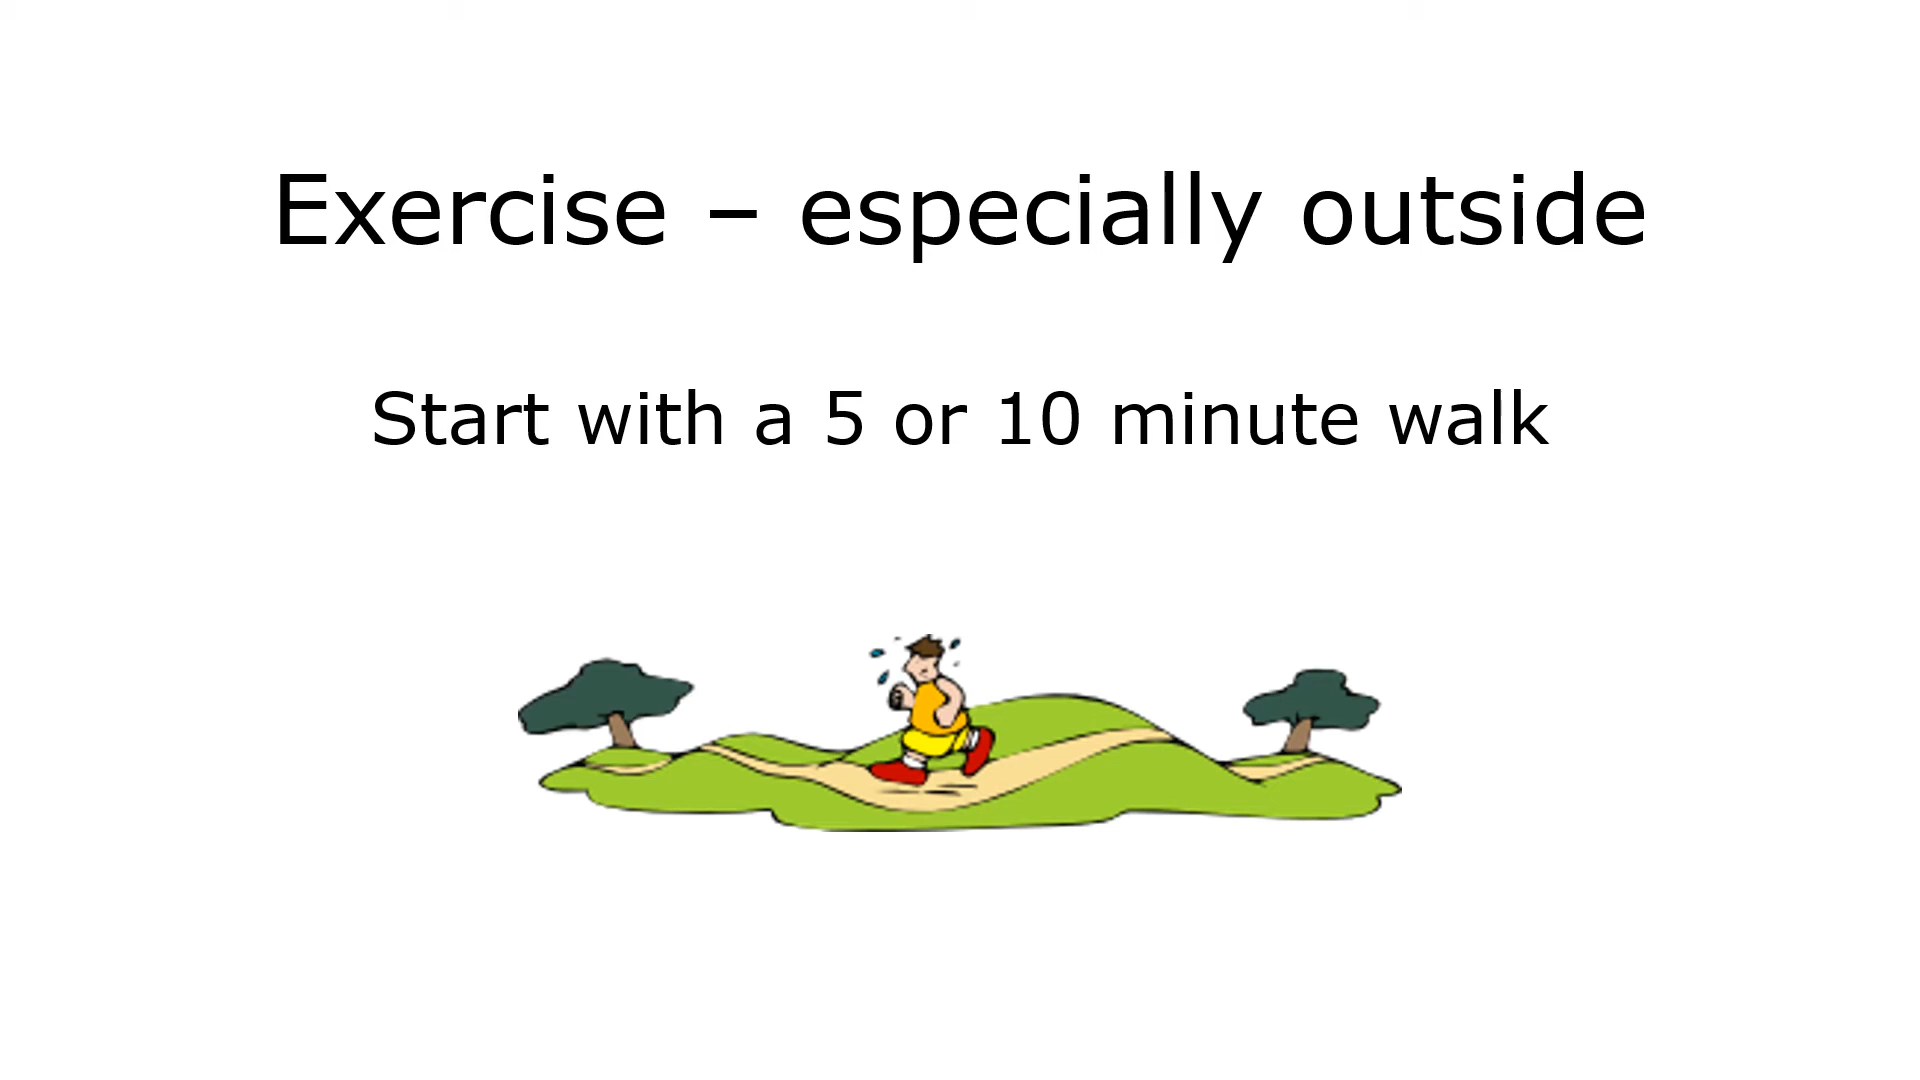 Exercise – especially outside
Start with a 5 or 10 minute walk